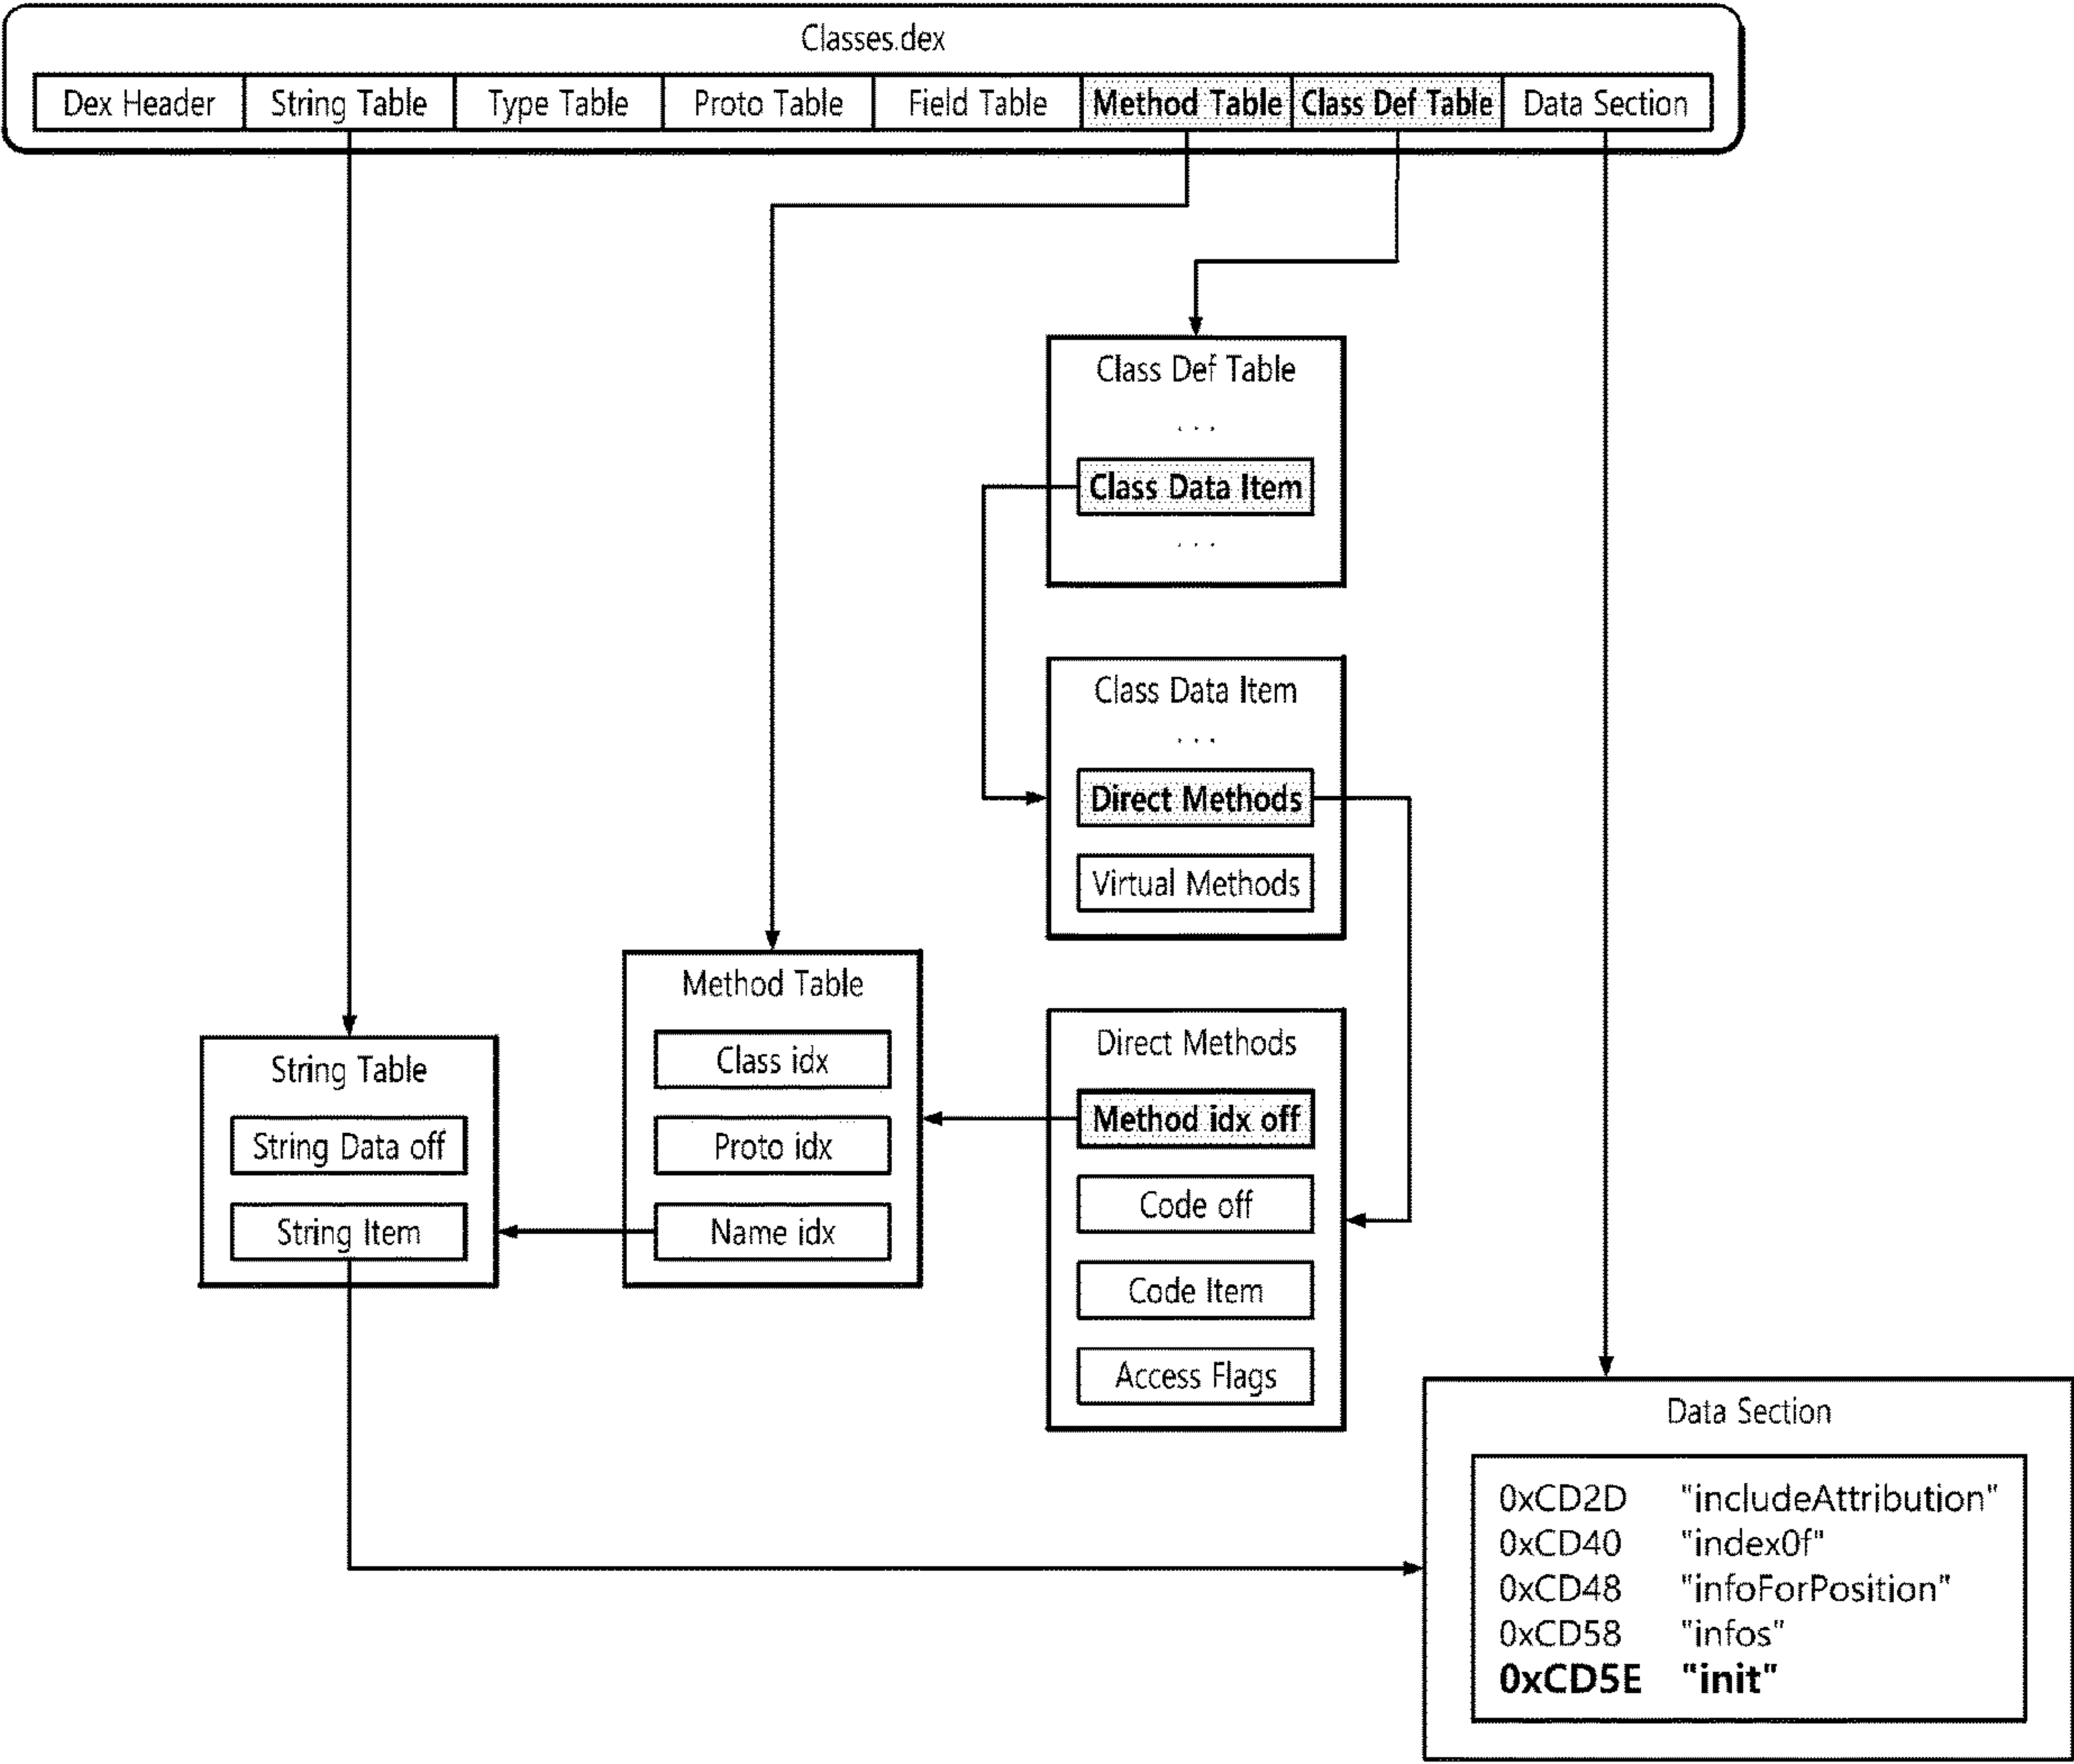 Classes.dex
Dex Header String Table Type Table Proto Table Field Table Method Table Class Def Table Data Section
Class Def Table
. . .
Class Data Item
. . .
Class Data Item
. . .
Direct Methods
Virtual Methods
Method Table
Class idx
Proto idx
Name idx
String Table
String Data off
String Item
Direct Methods
Method idx off
Code off
Code Item
Access Flags
Data Section
0xCD2D "includeAttribution"
0xCD40 "index0f"
0xCD48 "infoForPosition"
0xCD58 "infos"
0xCD5E "init"